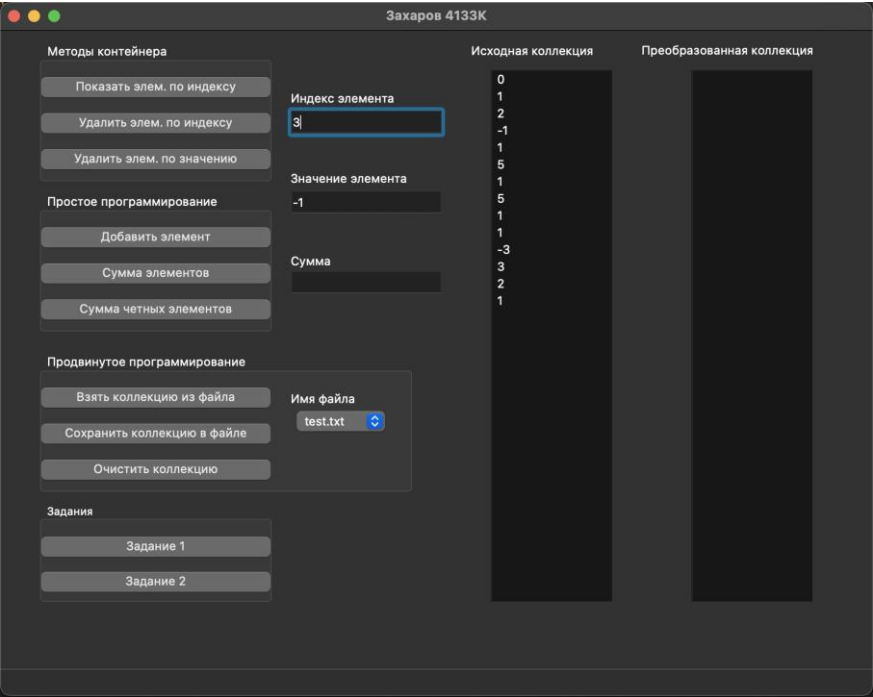 Захаров 4133К
Методы контейнера
Показать элем. по индексу
Удалить элем. по индексу
Удалить элем. по значению
Простое программирование
Добавить элемент
Сумма элементов
Сумма четных элементов
Продвинутое программирование
Взять коллекцию из файла
Сохранить коллекцию в файле
Очистить коллекцию
Задания
Задание 1
Задание 2
Индекс элемента
3
Значение элемента
-1
Сумма
Имя файла
test.txt
Исходная коллекция
0
1
2
-1
1
5
1
5
1
1
-3
3
2
1
Преобразованная коллекция